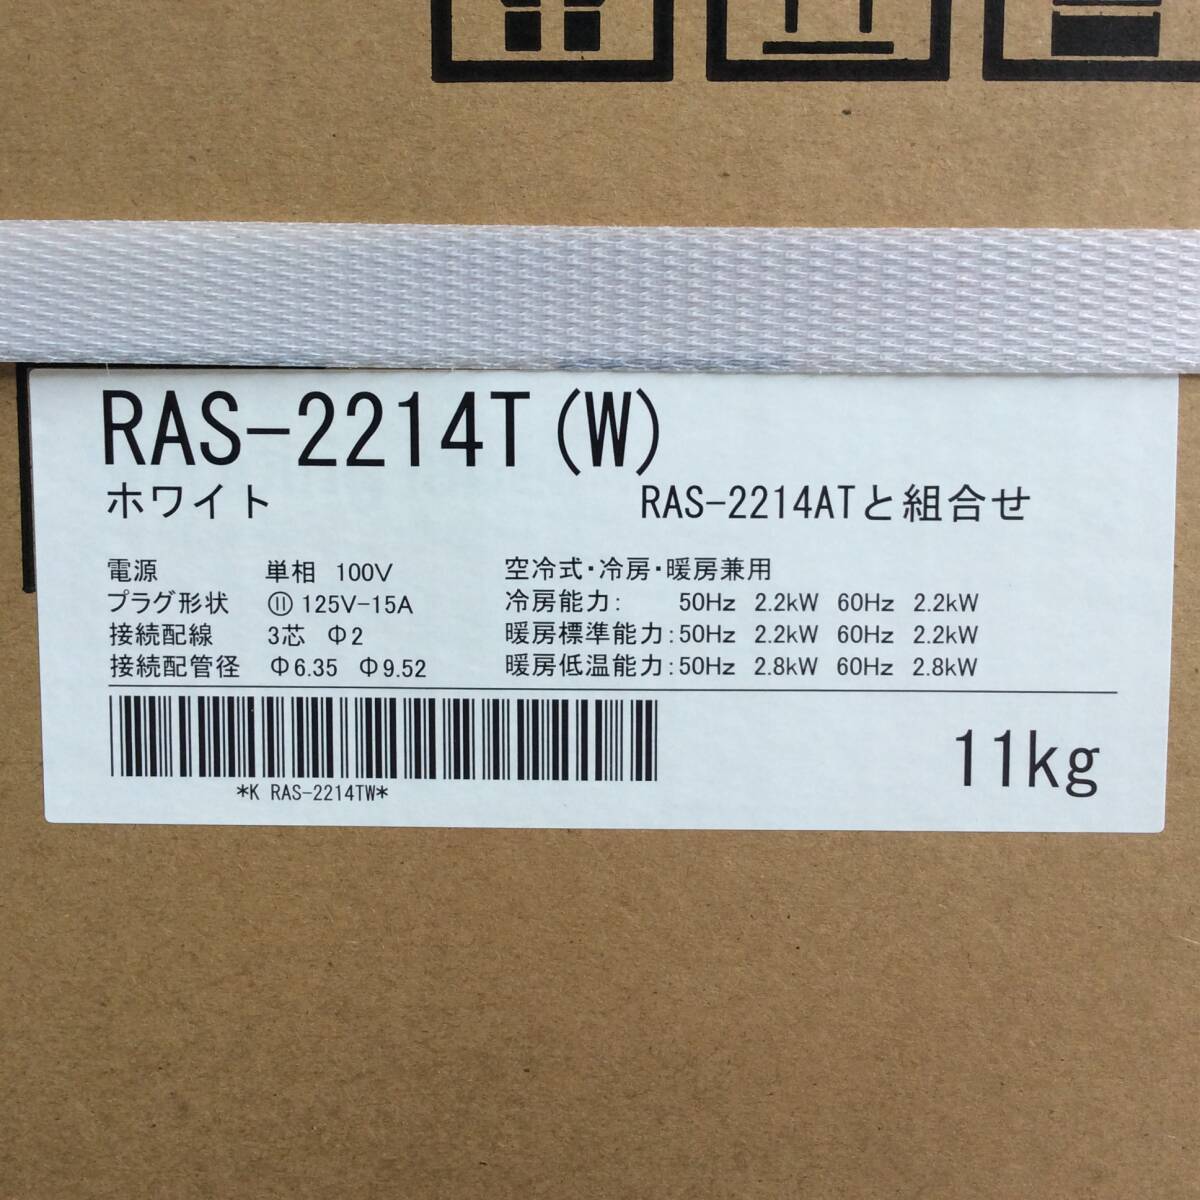 RAS-2214T(W)
ホワイト
RAS-2214ATと組合せ
電源 単相 100V
プラグ形状 ⑪ 125V-15A
接続配線 3芯 Φ2
接続配管径 Φ6.35 Φ9.52
空冷式・冷房・暖房兼用
冷房能力: 50Hz 2.2kW 60Hz 2.2kW
暖房標準能力:50Hz 2.2kW 60Hz 2.2kW
暖房低温能力:50Hz 2.8kW 60Hz 2.8kW
*K RAS-2214TW*
11kg